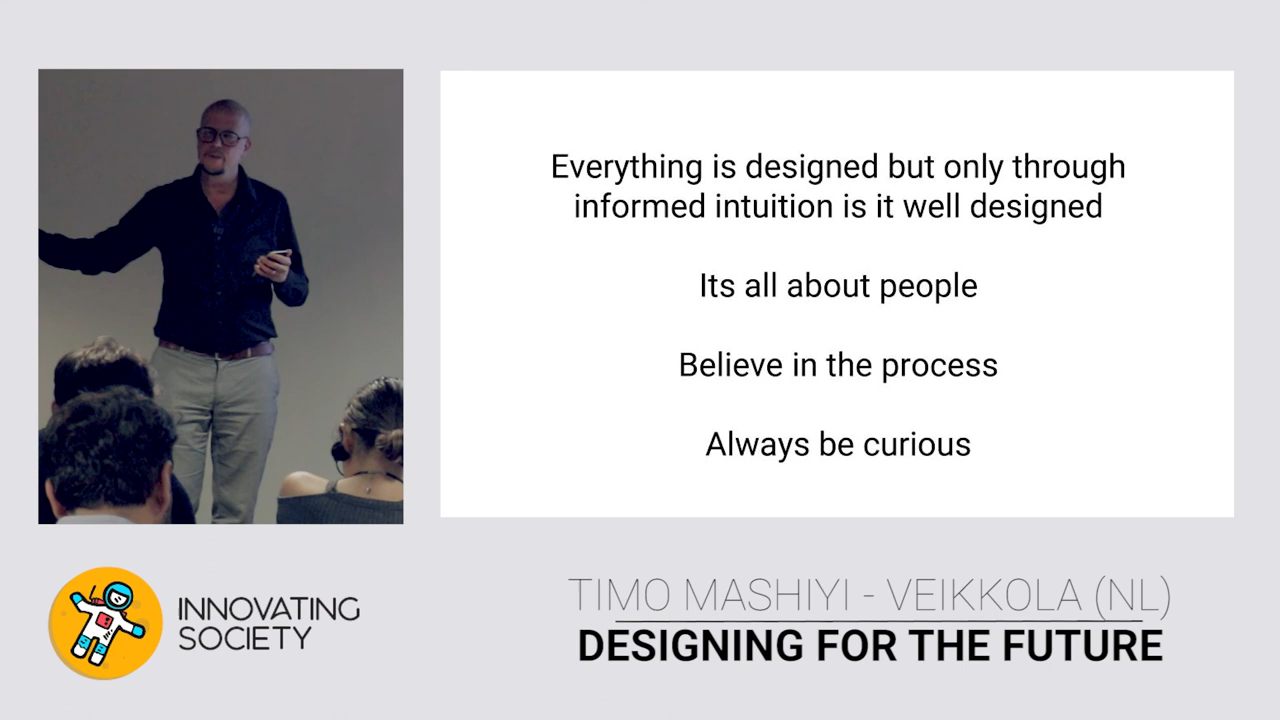 Everything is designed but only through
informed intuition is it well designed
Its all about people
Believe in the process
Always be curious
INNOVATING
SOCIETY
TIMO MASHIYI - VEIKKOLA (NL)
DESIGNING FOR THE FUTURE